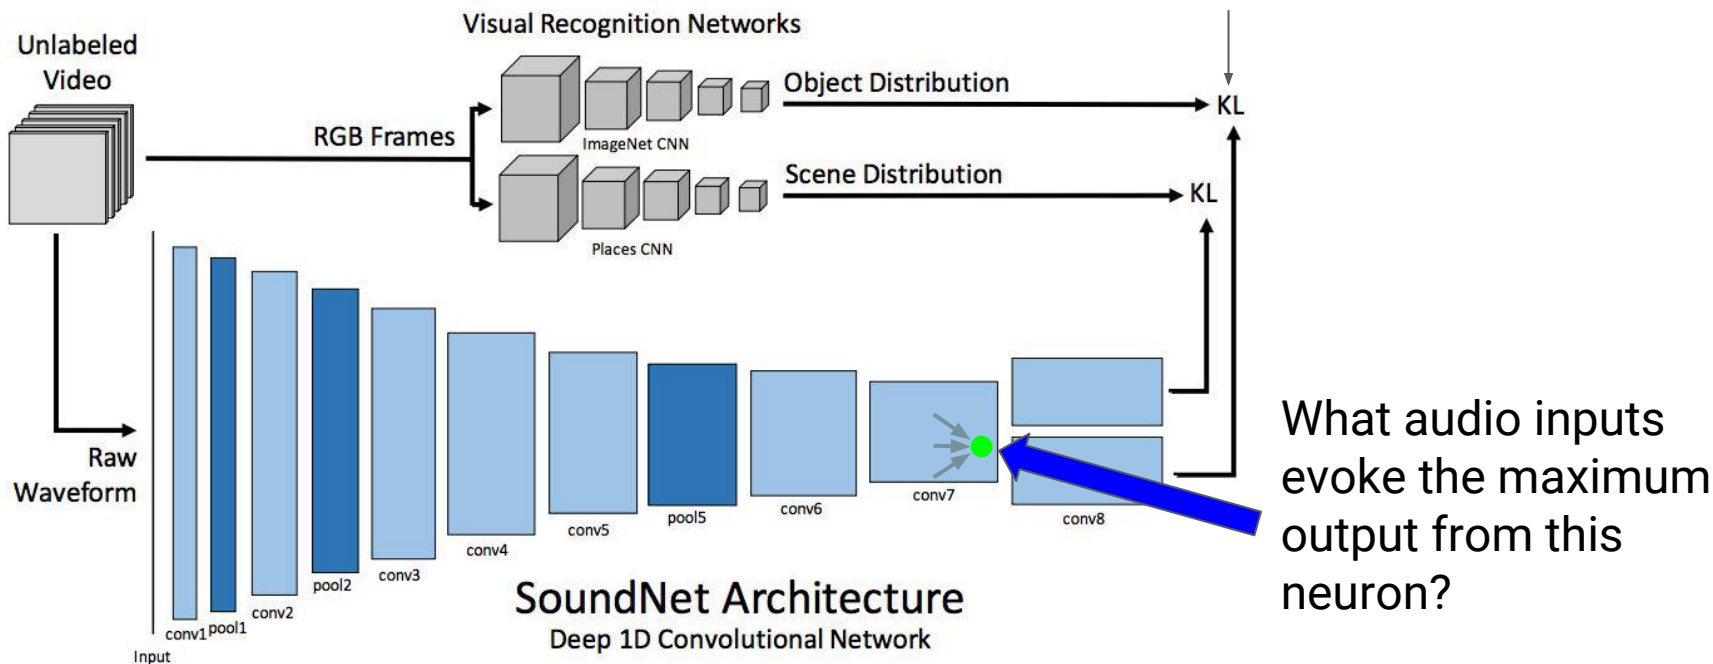 Visual Recognition Networks
Unlabeled
Video
RGB Frames
ImageNet CNN
Object Distribution
KL
Places CNN
Scene Distribution
KL
Raw
Waveform
Input
conv1
pool1
conv2
pool2
conv3
conv4
conv5
pool5
conv6
conv7
conv8
SoundNet Architecture
Deep 1D Convolutional Network
What audio inputs
evoke the maximum
output from this
neuron?